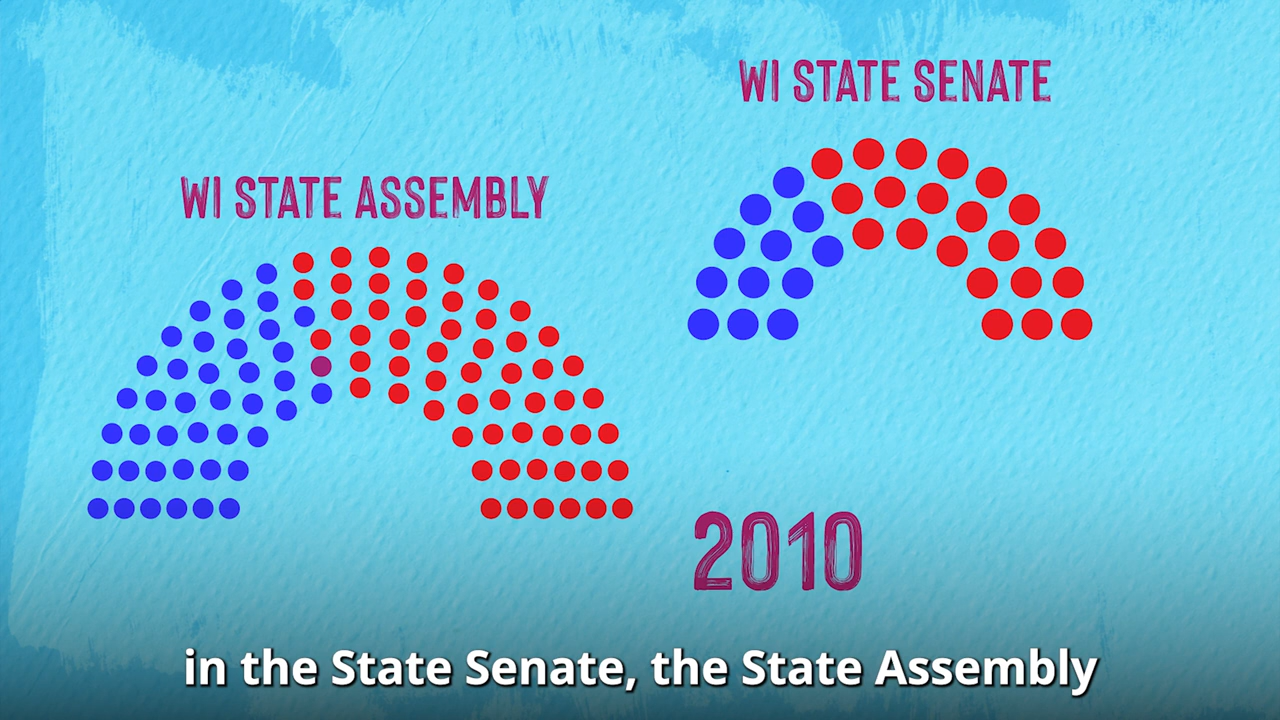 WI STATE SENATE
WI STATE ASSEMBLY
2010
in the State Senate, the State Assembly